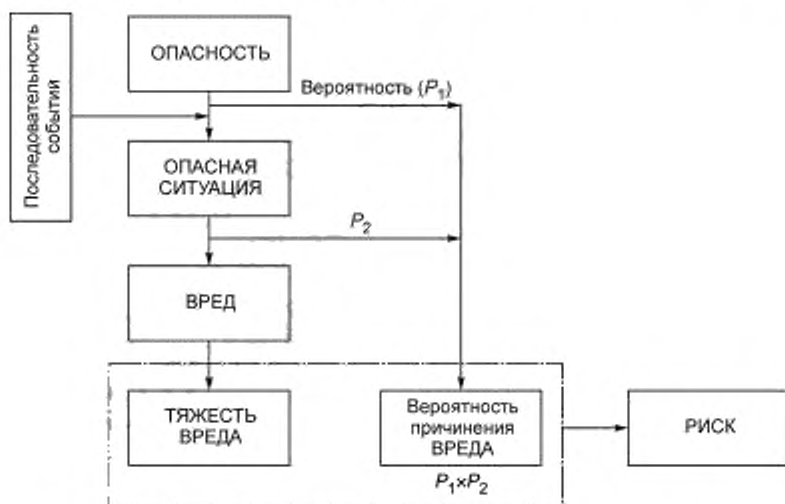 Последовательность
событий
ОПАСНОСТЬ
Вероятность (P₁)
ОПАСНАЯ
СИТУАЦИЯ
P₂
ВРЕД
ТЯЖЕСТЬ
ВРЕДА
Вероятность
причинения
ВРЕДА
P₁×P₂
РИСК